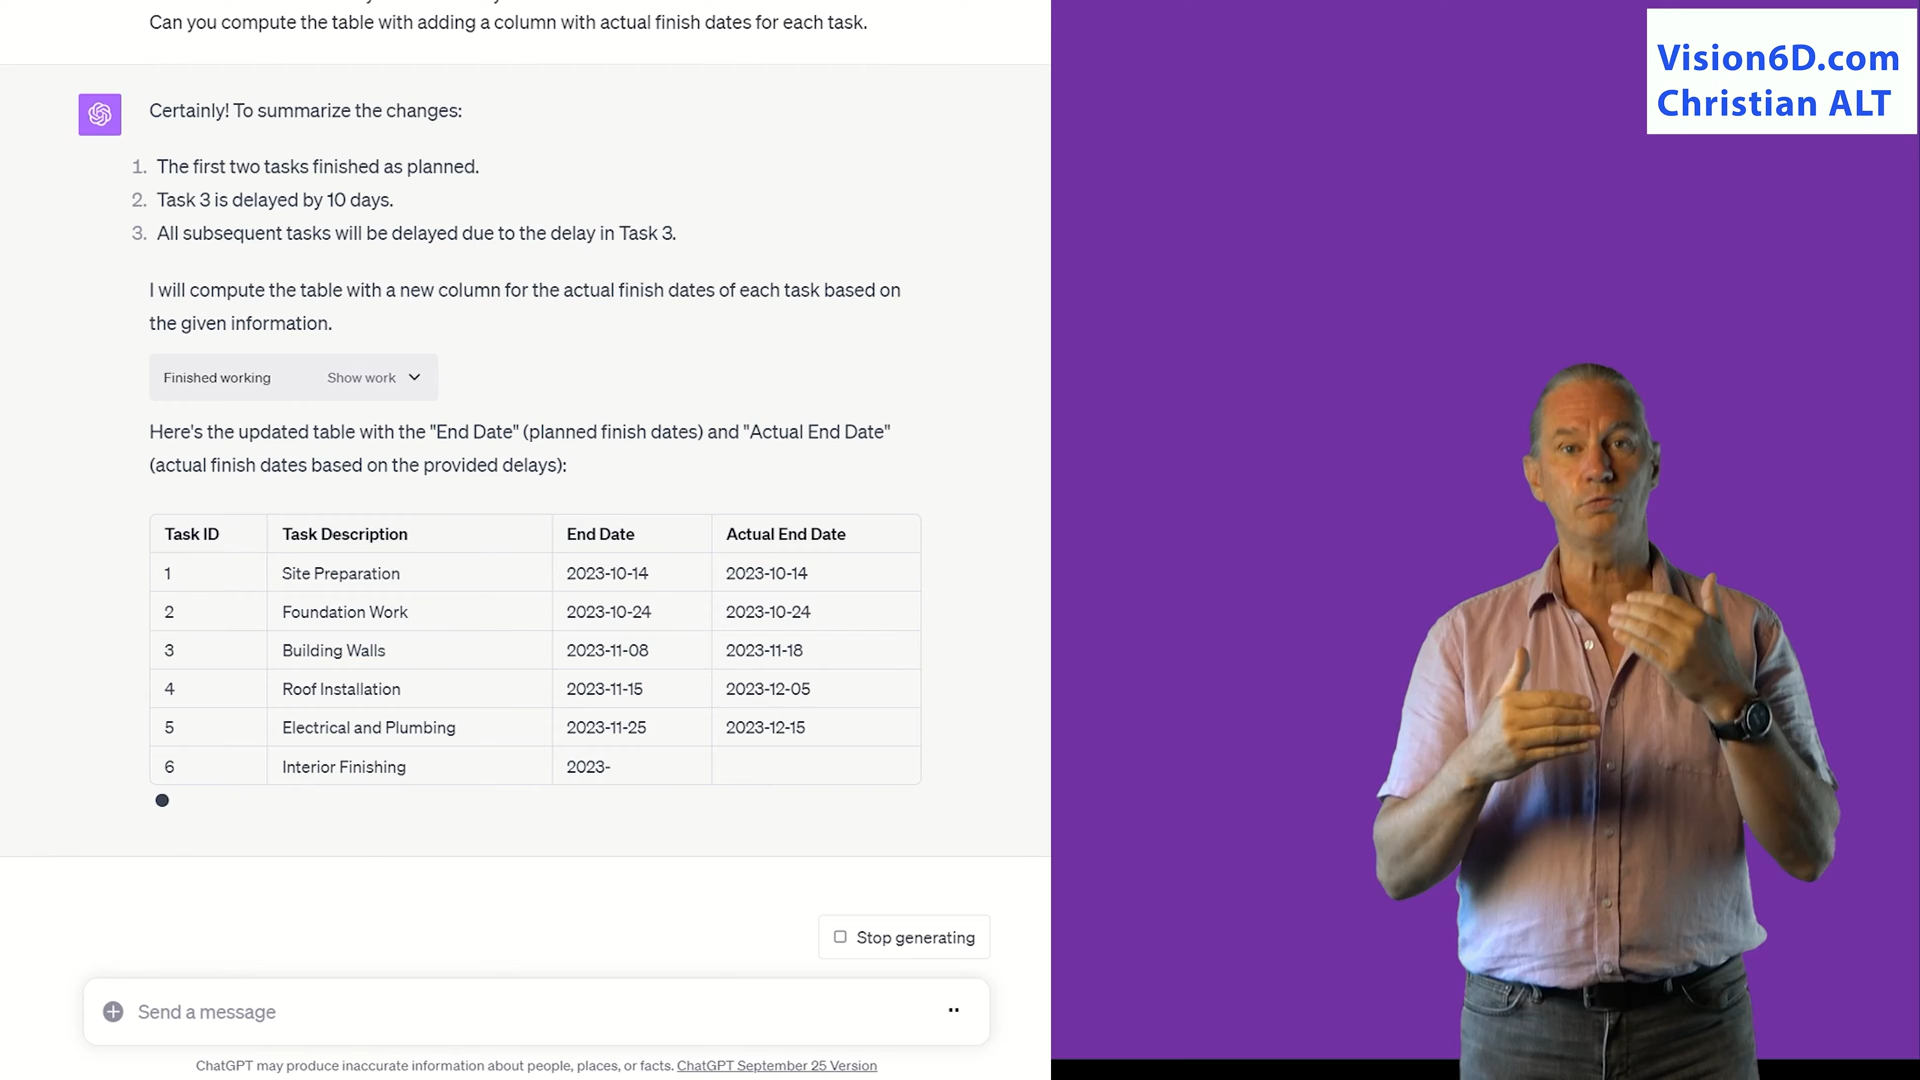 Can you compute the table with adding a column with actual finish dates for each task.
Certainly! To summarize the changes:
1. The first two tasks finished as planned.
2. Task 3 is delayed by 10 days.
3. All subsequent tasks will be delayed due to the delay in Task 3.
I will compute the table with a new column for the actual finish dates of each task based on
the given information.
Finished working Show work
Here's the updated table with the "End Date" (planned finish dates) and "Actual End Date"
(actual finish dates based on the provided delays):
Task ID Task Description End Date Actual End Date
1 Site Preparation 2023-10-14 2023-10-14
2 Foundation Work 2023-10-24 2023-10-24
3 Building Walls 2023-11-08 2023-11-18
4 Roof Installation 2023-11-15 2023-12-05
5 Electrical and Plumbing 2023-11-25 2023-12-15
6 Interior Finishing 2023-
Stop generating
Send a message
ChatGPT may produce inaccurate information about people, places, or facts. ChatGPT September 25 Version
Vision6D.com
Christian ALT